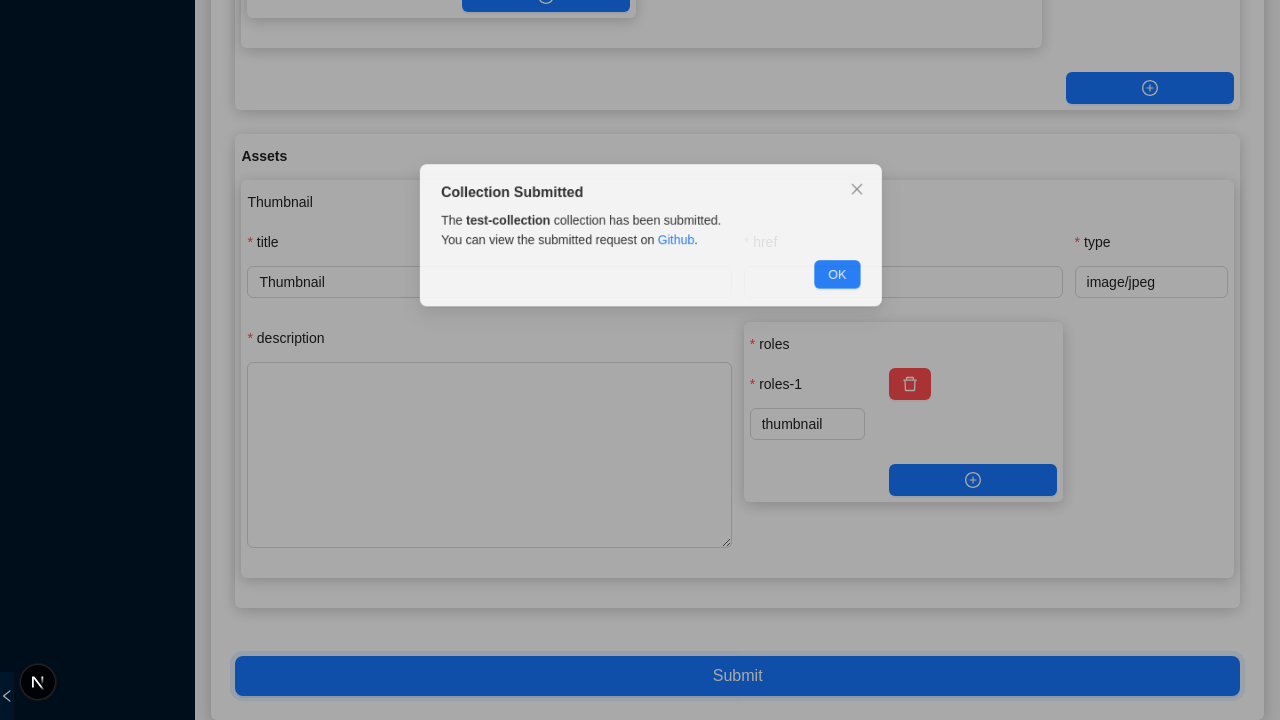 Assets
Collection Submitted
Thumbnail
The test-collection collection has been submitted.
You can view the submitted request on Github.
* title
* href
* type
OK
Thumbnail
image/jpeg
* description
* roles
* roles-1
thumbnail
Submit
N